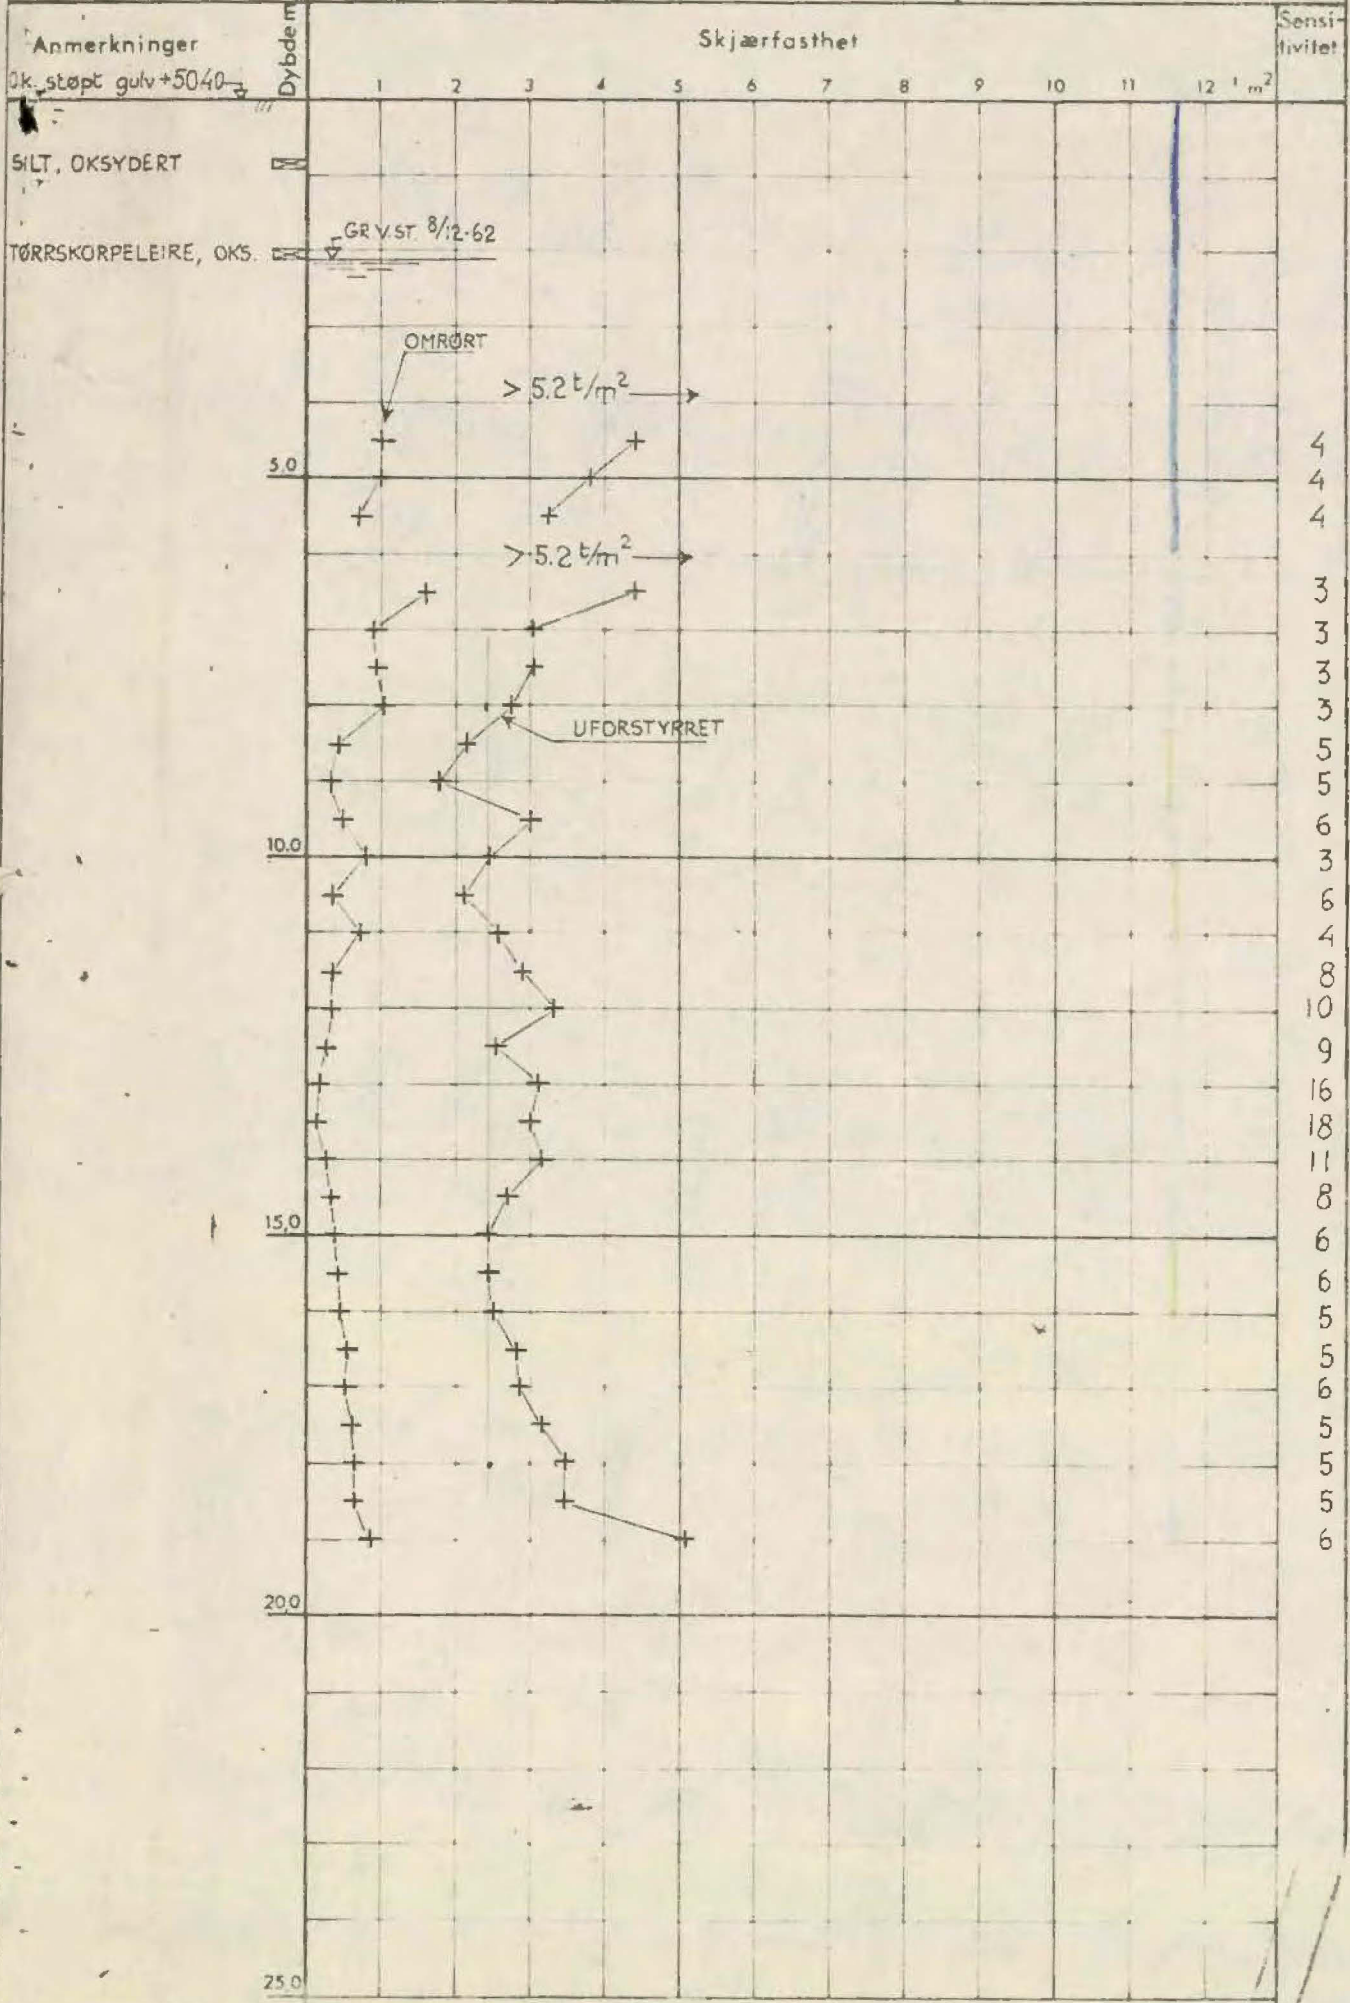 Anmerkninger
Ok. støpt gulv +5040
Dybde m
Skjærfasthet
Sensi-
tivitet
1 2 3 4 5 6 7 8 9 10 11 12 t m²
SILT, OKSYDERT
GR V.ST. 8/12-62
TØRRSKORPELEIRE, OKS.
OMRØRT
> 5.2 t/m²
4
5.0
4
4
> 5.2 t/m²
3
3
3
3
UFORSTYRRET
5
5
6
10.0
3
6
4
8
10
9
16
18
11
8
15,0
6
6
5
5
6
5
5
5
6
20,0
25,0